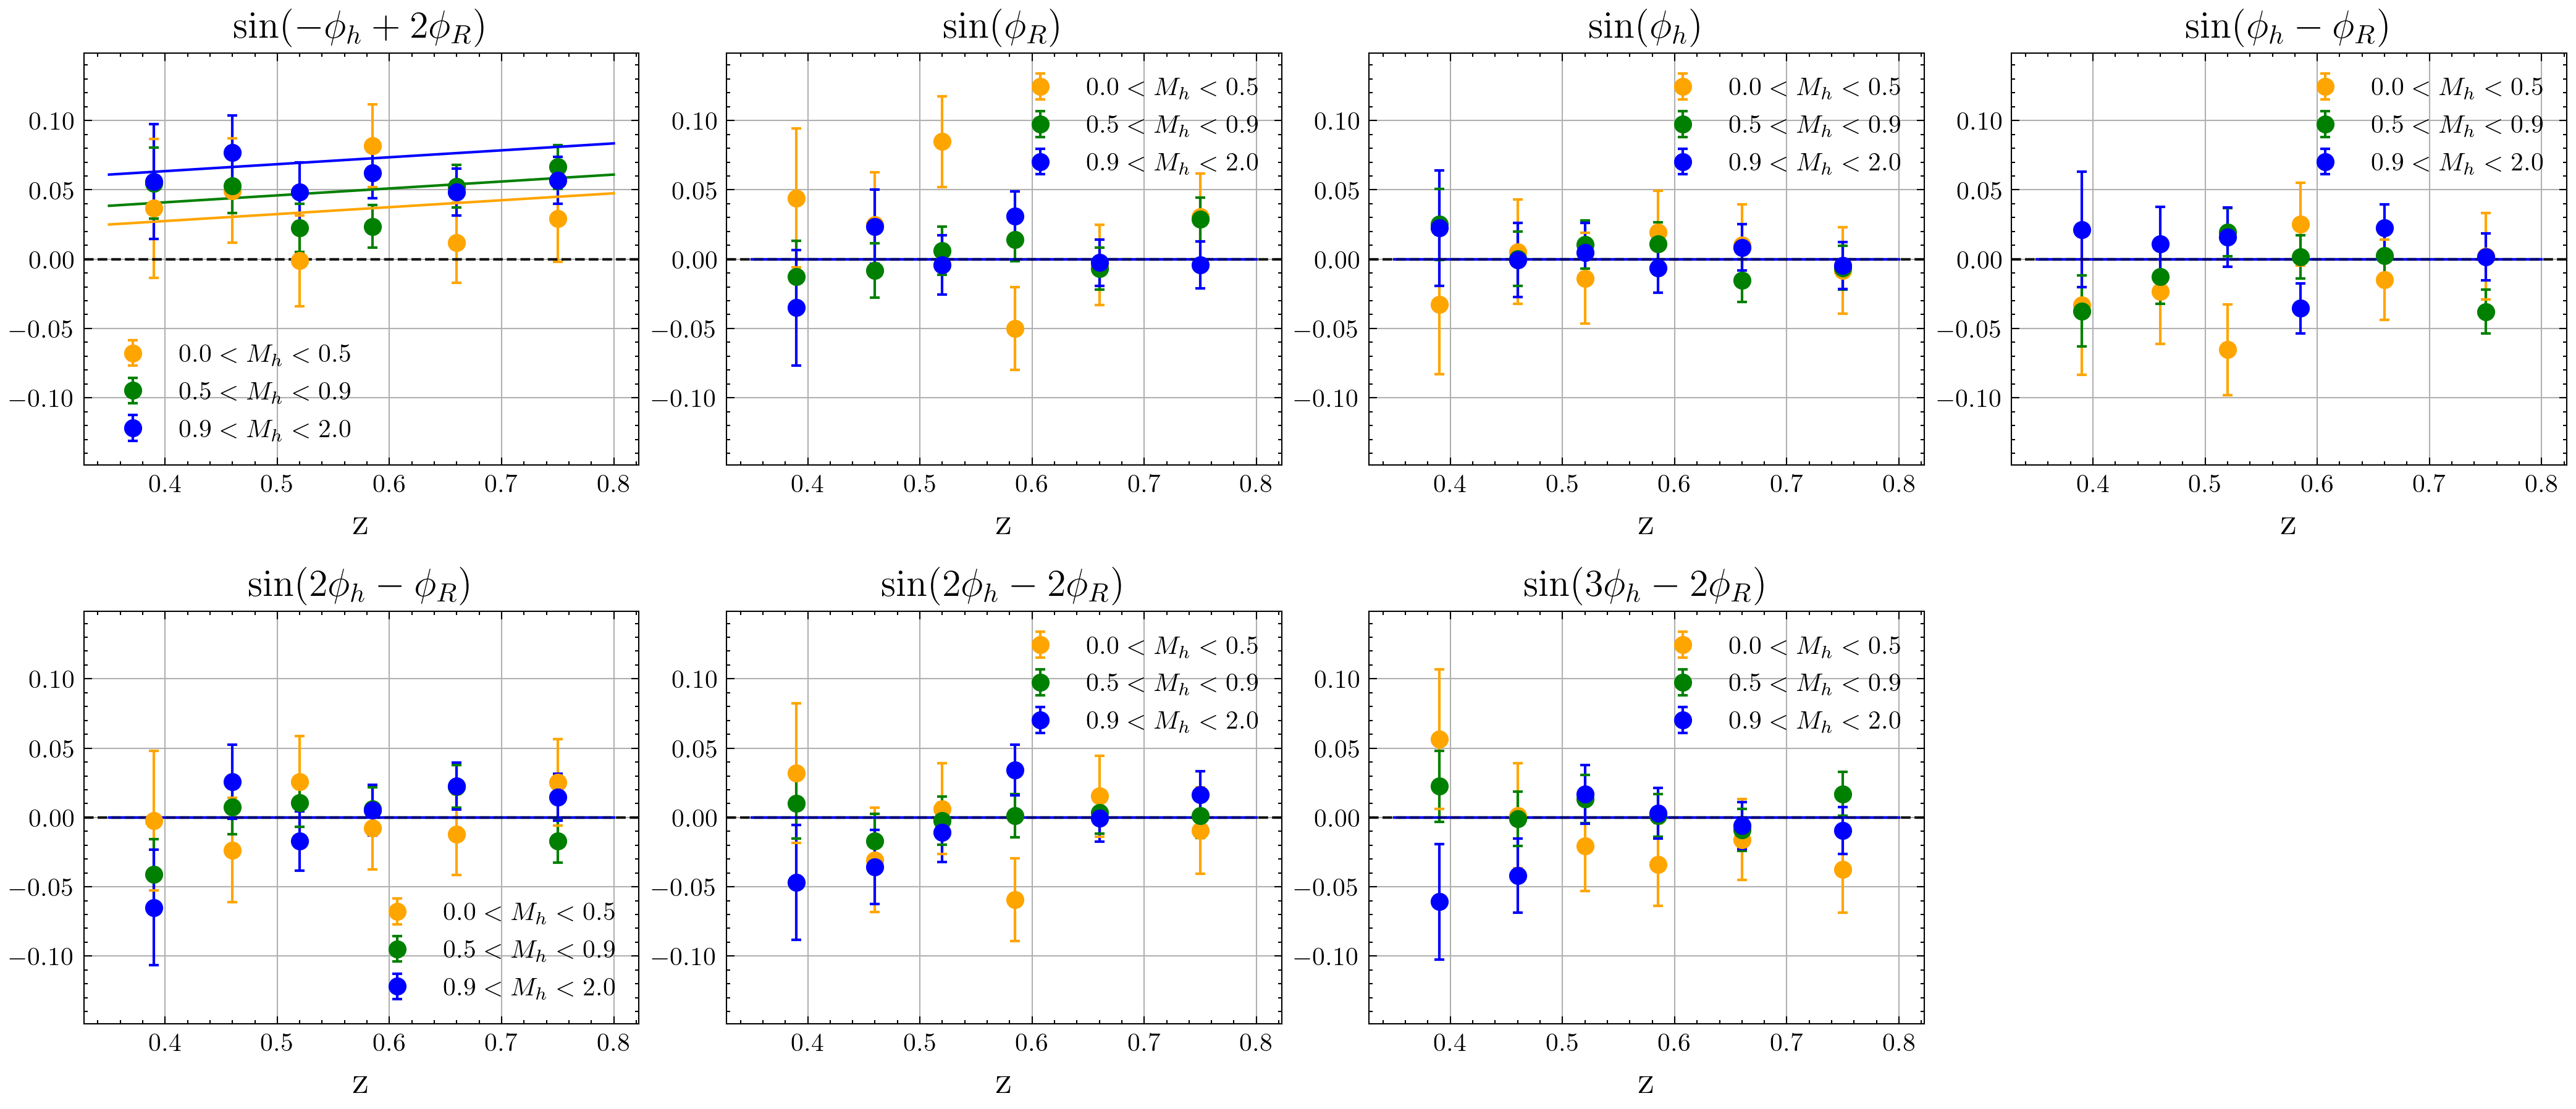 sin(−ϕ_h + 2ϕ_R)
0.10
0.05
0.00
−0.05
−0.10
0.0 < M_h < 0.5
0.5 < M_h < 0.9
0.9 < M_h < 2.0
0.4 0.5 0.6 0.7 0.8
z
sin(ϕ_R)
0.0 < M_h < 0.5
0.5 < M_h < 0.9
0.9 < M_h < 2.0
0.10
0.05
0.00
−0.05
−0.10
0.4 0.5 0.6 0.7 0.8
z
sin(ϕ_h)
0.0 < M_h < 0.5
0.5 < M_h < 0.9
0.9 < M_h < 2.0
0.10
0.05
0.00
−0.05
−0.10
0.4 0.5 0.6 0.7 0.8
z
sin(ϕ_h − ϕ_R)
0.0 < M_h < 0.5
0.5 < M_h < 0.9
0.9 < M_h < 2.0
0.10
0.05
0.00
−0.05
−0.10
0.4 0.5 0.6 0.7 0.8
z
sin(2ϕ_h − ϕ_R)
0.10
0.05
0.00
−0.05
−0.10
0.0 < M_h < 0.5
0.5 < M_h < 0.9
0.9 < M_h < 2.0
0.4 0.5 0.6 0.7 0.8
z
sin(2ϕ_h − 2ϕ_R)
0.0 < M_h < 0.5
0.5 < M_h < 0.9
0.9 < M_h < 2.0
0.10
0.05
0.00
−0.05
−0.10
0.4 0.5 0.6 0.7 0.8
z
sin(3ϕ_h − 2ϕ_R)
0.0 < M_h < 0.5
0.5 < M_h < 0.9
0.9 < M_h < 2.0
0.10
0.05
0.00
−0.05
−0.10
0.4 0.5 0.6 0.7 0.8
z